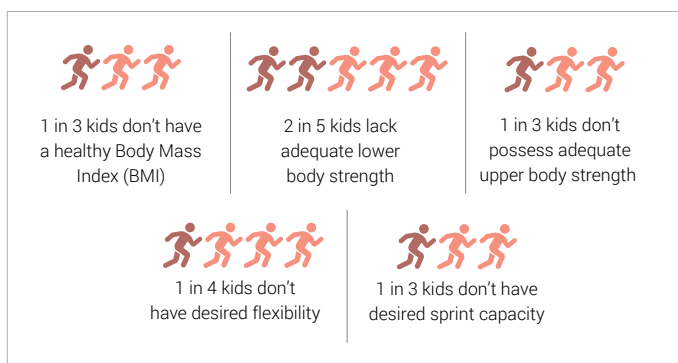 1 in 3 kids don't have
a healthy Body Mass
Index (BMI)
2 in 5 kids lack
adequate lower
body strength
1 in 3 kids don't
possess adequate
upper body strength
1 in 4 kids don't
have desired flexibility
1 in 3 kids don't have
desired sprint capacity